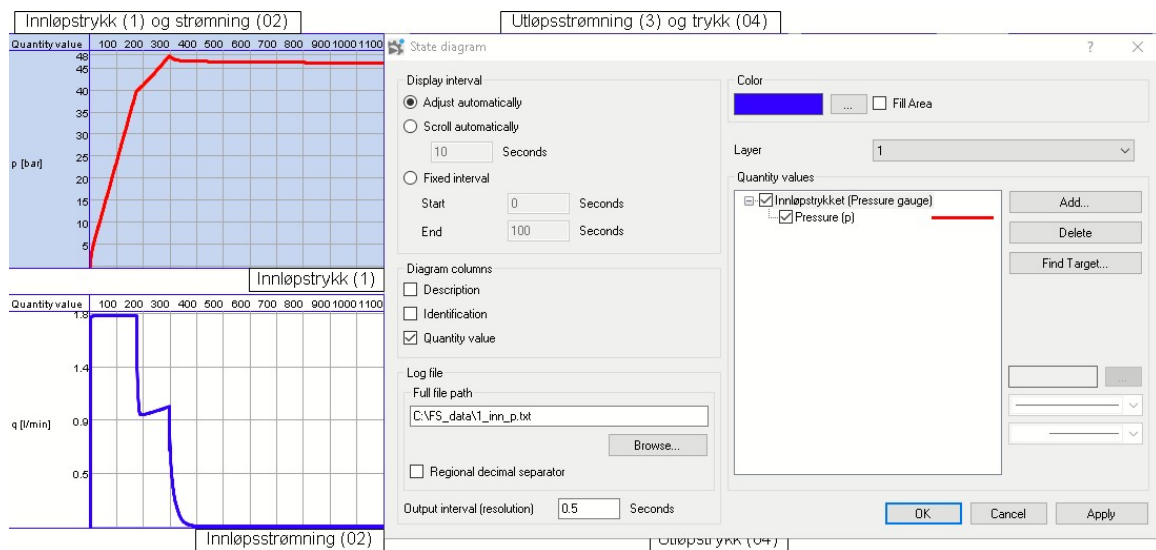 Innløpstrykk (1) og strømning (02)
Utløpsstrømning (3) og trykk (04)
Quantity value 100 200 300 400 500 600 700 800 900 1000 1100
48
45
40
35
30
p [bar] 25
20
15
10
5
Innløpstrykk (1)
Quantity value 100 200 300 400 500 600 700 800 900 1000 1100
1.8
1.4
q [l/min] 0.9
0.5
Innløpsstrømning (02)
State diagram ?
Display interval
Adjust automatically
Scroll automatically
10 Seconds
Fixed interval
Start 0 Seconds
End 100 Seconds
Diagram columns
Description
Identification
Quantity value
Log file
Full file path
C:\FS_data\1_inn_p.txt
Browse...
Regional decimal separator
Output interval (resolution) 0.5 Seconds
Color
... Fill Area
Layer 1
Quantity values
Innløpstrykket (Pressure gauge)
Pressure (p)
Add...
Delete
Find Target...
...
OK Cancel Apply
Utløpstrykk (04)